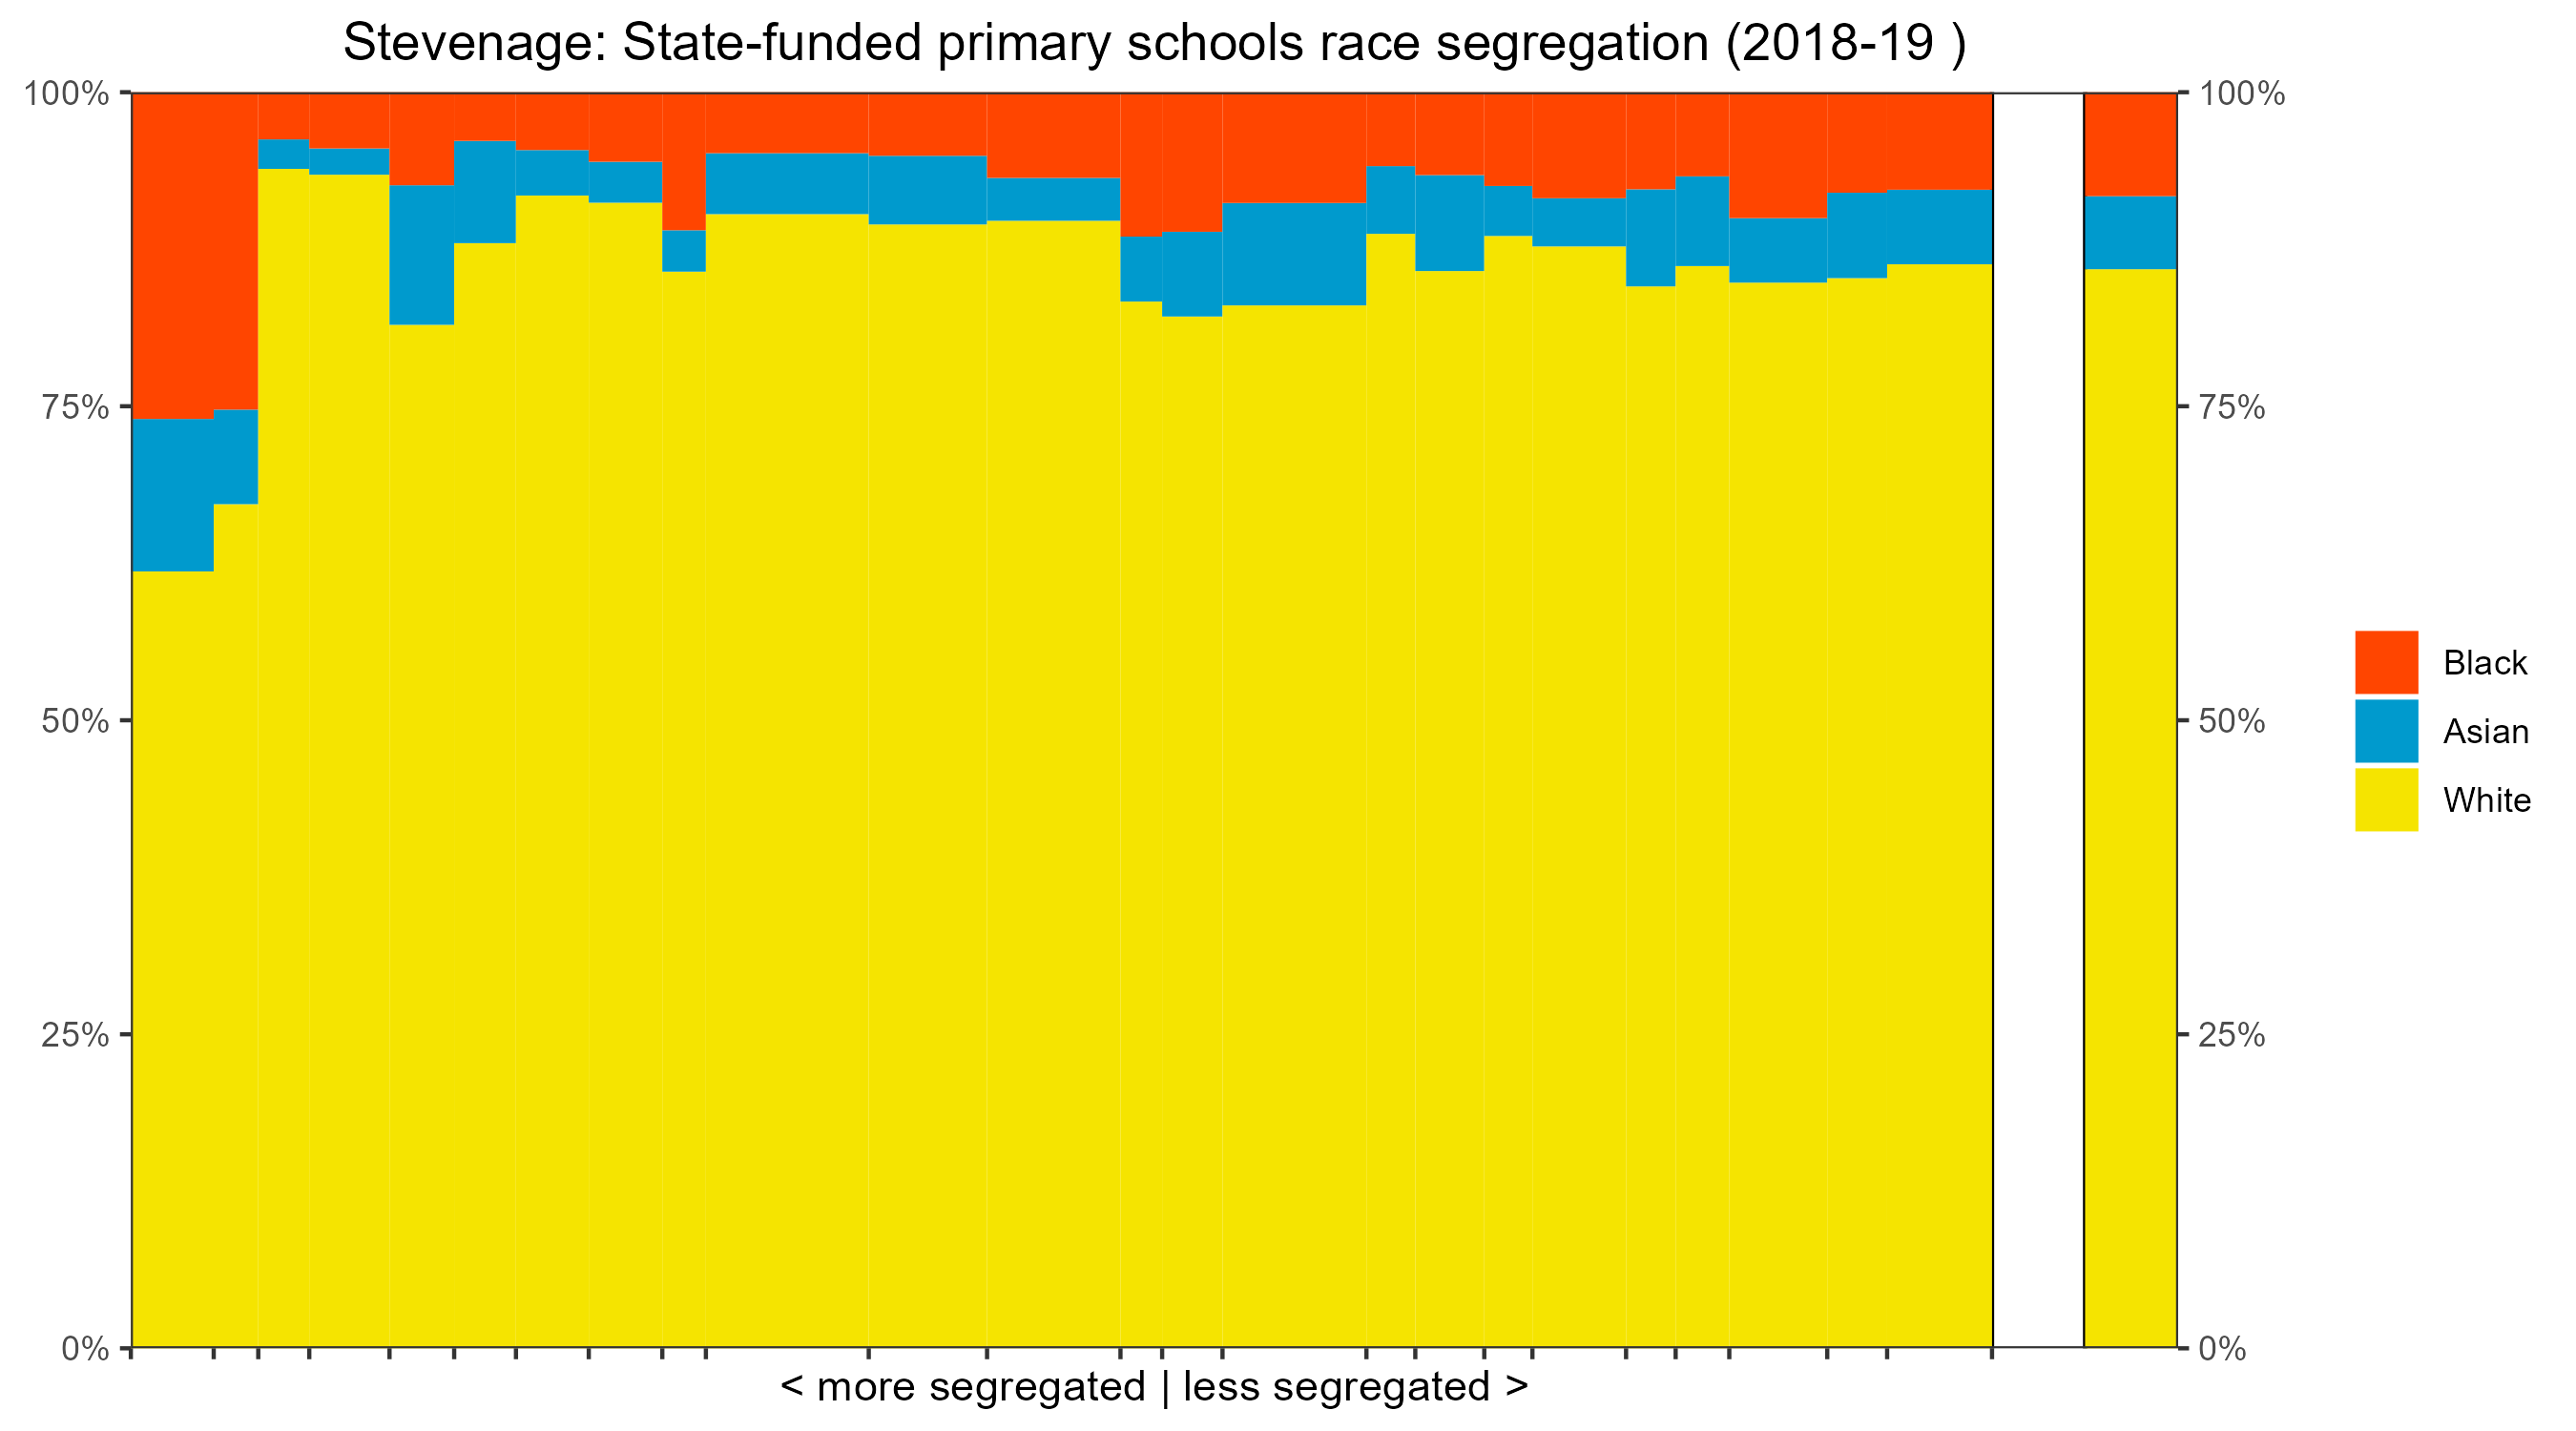 Stevenage: State-funded primary schools race segregation (2018-19 )
100%
75%
50%
25%
0%
100%
75%
50%
25%
0%
Black
Asian
White
< more segregated | less segregated >